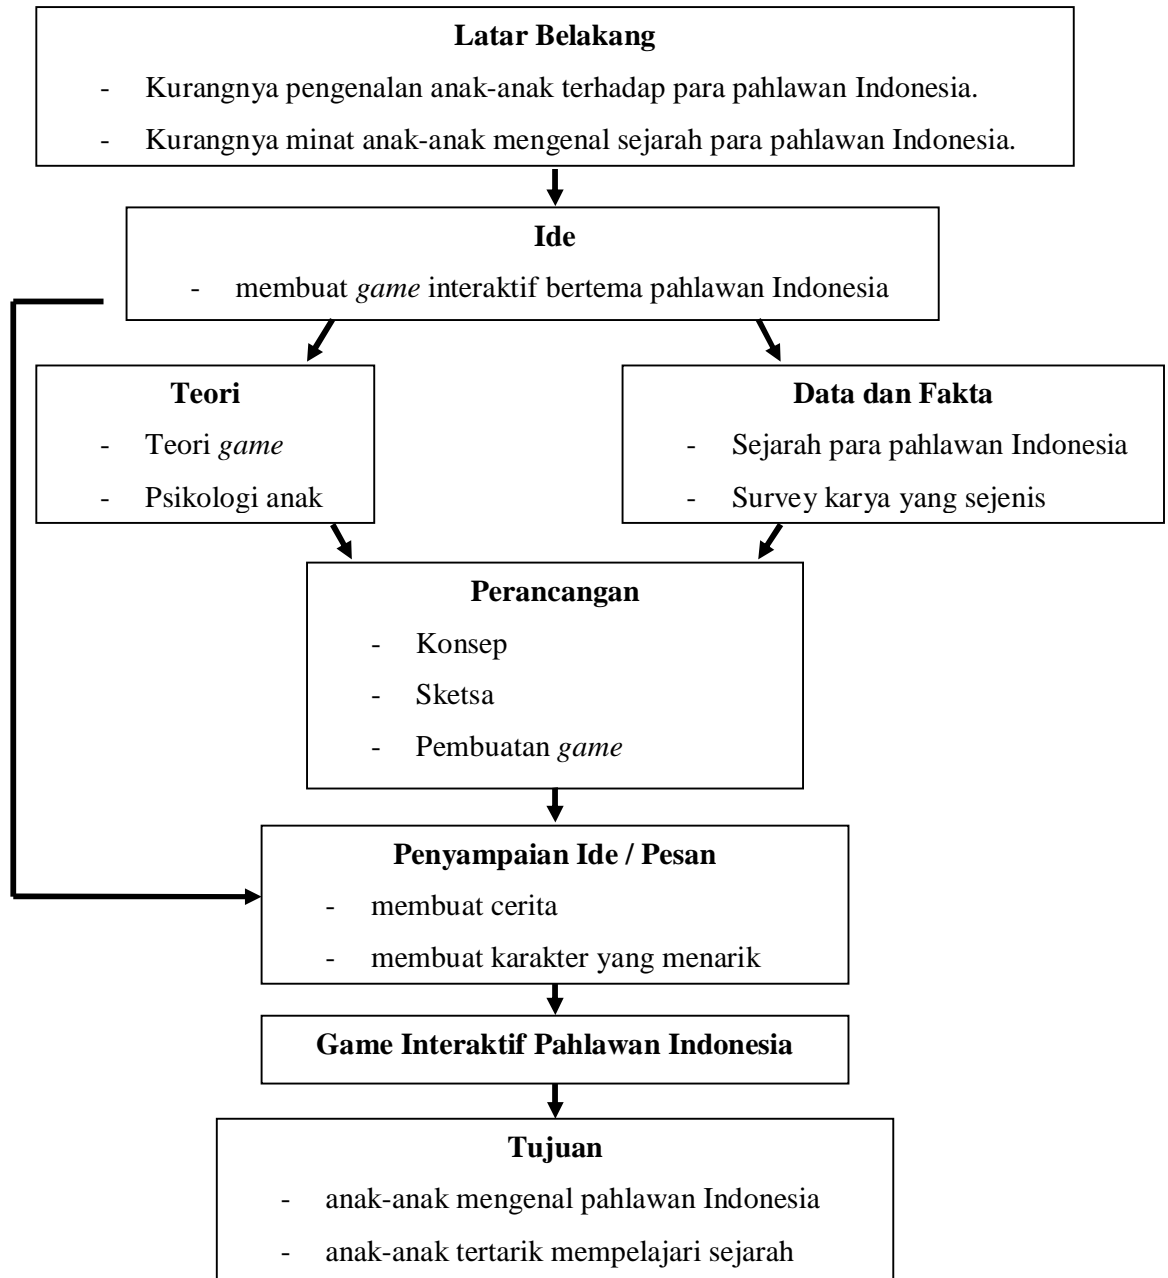 Latar Belakang
- Kurangnya pengenalan anak-anak terhadap para pahlawan Indonesia.
- Kurangnya minat anak-anak mengenal sejarah para pahlawan Indonesia.
Ide
- membuat game interaktif bertema pahlawan Indonesia
Teori
- Teori game
- Psikologi anak
Data dan Fakta
- Sejarah para pahlawan Indonesia
- Survey karya yang sejenis
Perancangan
- Konsep
- Sketsa
- Pembuatan game
Penyampaian Ide / Pesan
- membuat cerita
- membuat karakter yang menarik
Game Interaktif Pahlawan Indonesia
Tujuan
- anak-anak mengenal pahlawan Indonesia
- anak-anak tertarik mempelajari sejarah